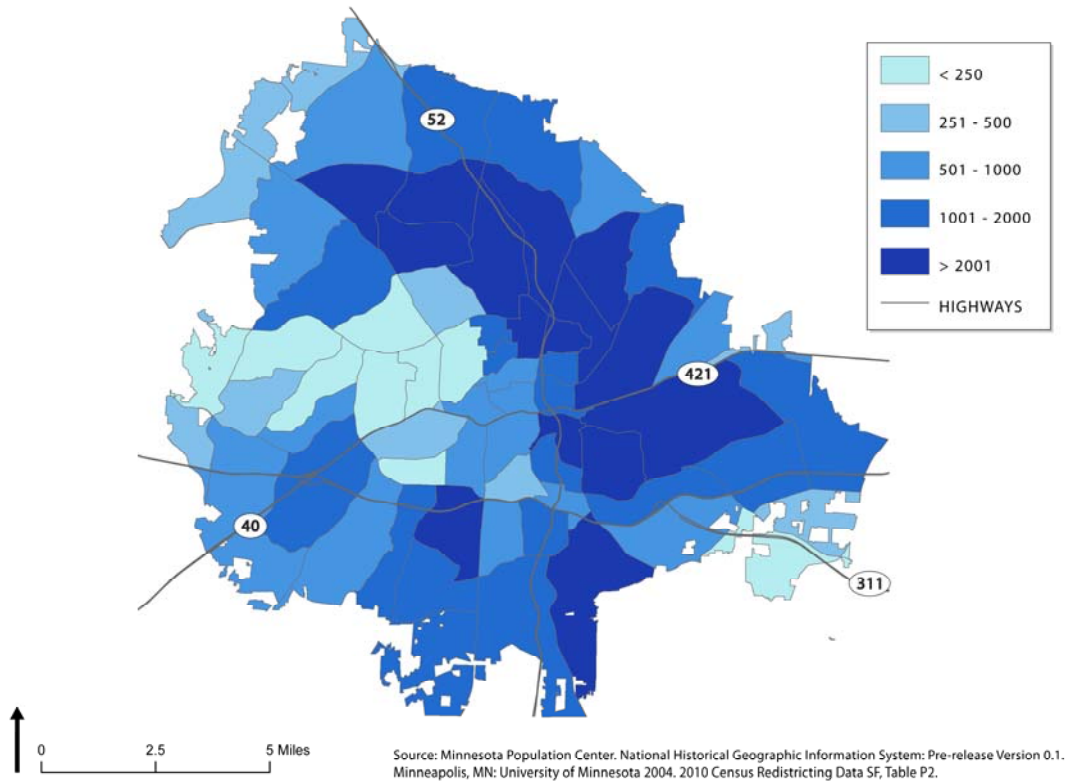 < 250
251 - 500
501 - 1000
1001 - 2000
> 2001
HIGHWAYS
52
421
40
311
0 2.5 5 Miles
Source: Minnesota Population Center. National Historical Geographic Information System: Pre-release Version 0.1.
Minneapolis, MN: University of Minnesota 2004. 2010 Census Redistricting Data SF, Table P2.